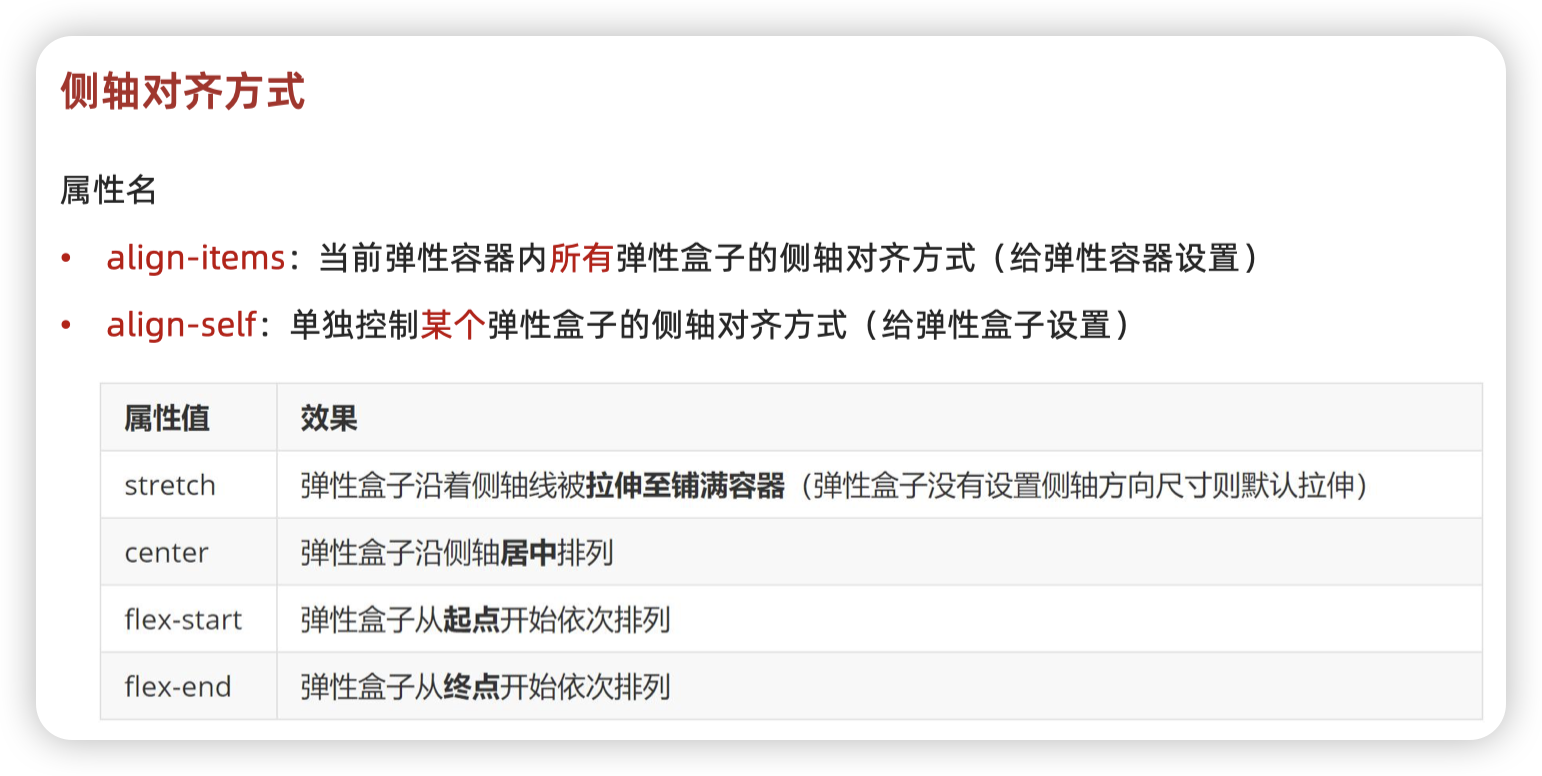 侧轴对齐方式
属性名
• align-items：当前弹性容器内所有弹性盒子的侧轴对齐方式（给弹性容器设置）
• align-self：单独控制某个弹性盒子的侧轴对齐方式（给弹性盒子设置）
属性值 效果
stretch 弹性盒子沿着侧轴线被拉伸至铺满容器（弹性盒子没有设置侧轴方向尺寸则默认拉伸）
center 弹性盒子沿侧轴居中排列
flex-start 弹性盒子从起点开始依次排列
flex-end 弹性盒子从终点开始依次排列